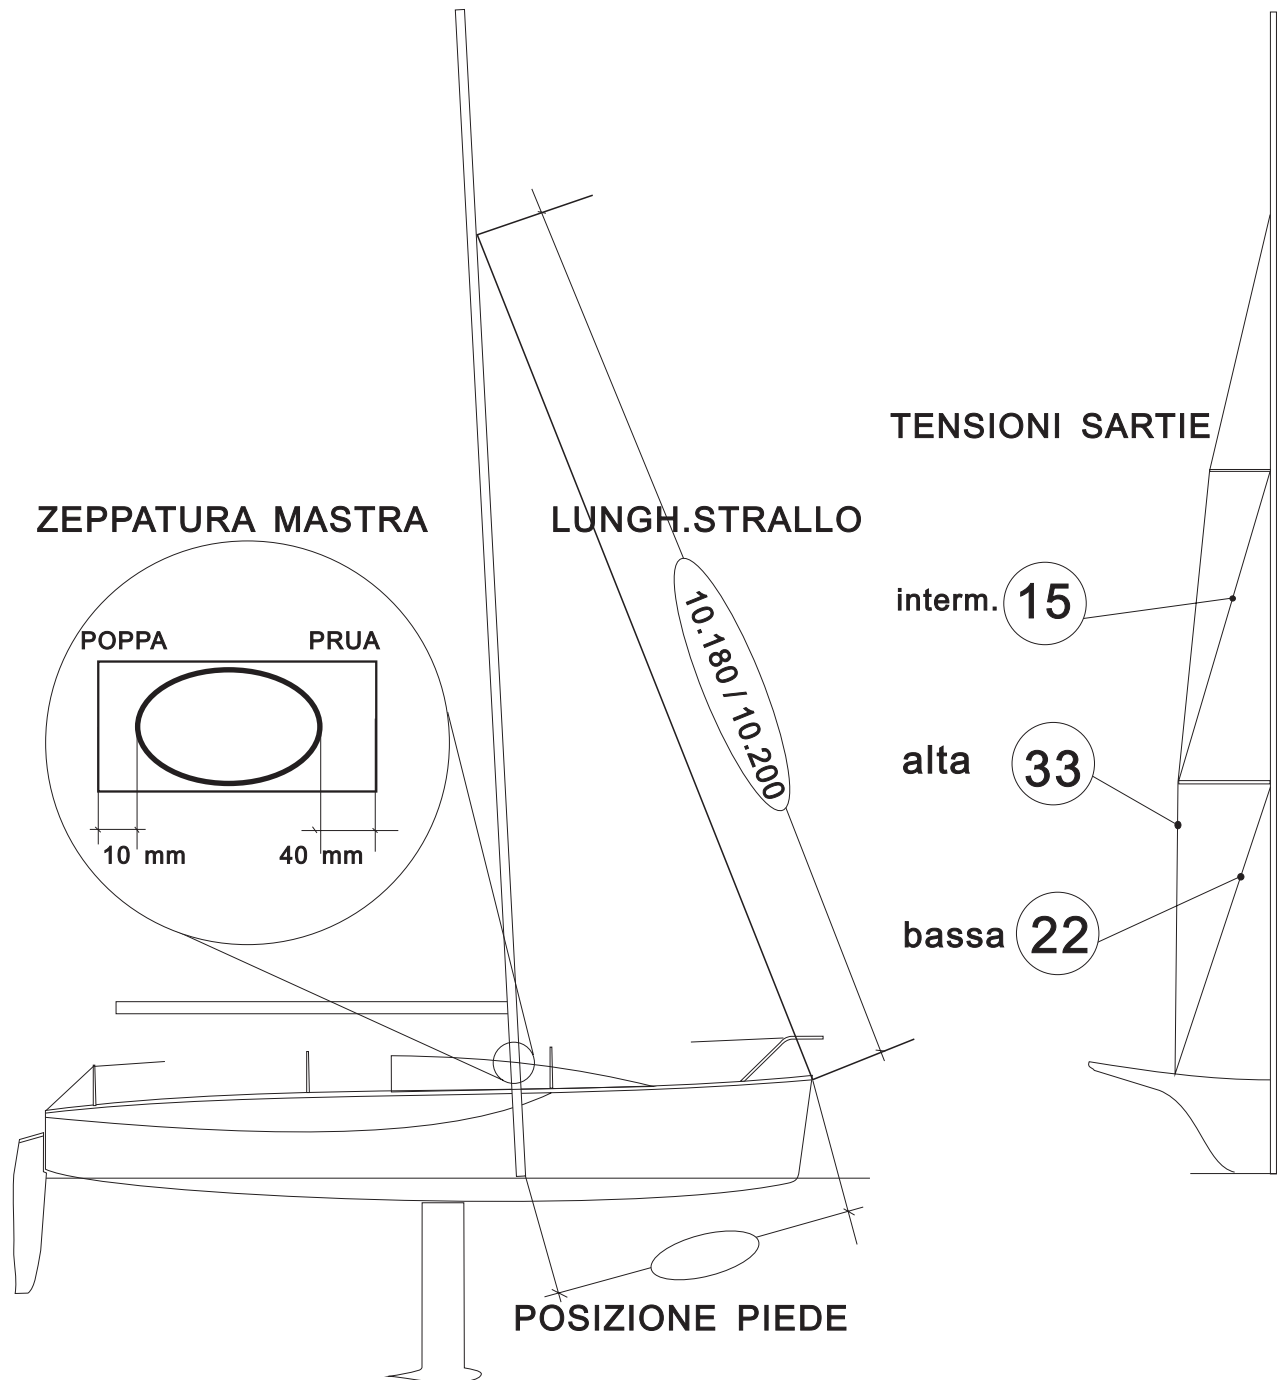 TENSIONI SARTIE
ZEPPATURA MASTRA
LUNGH.STRALLO
10.180 / 10.200
interm. 15
POPPA PRUA
alta 33
10 mm 40 mm
bassa 22
POSIZIONE PIEDE